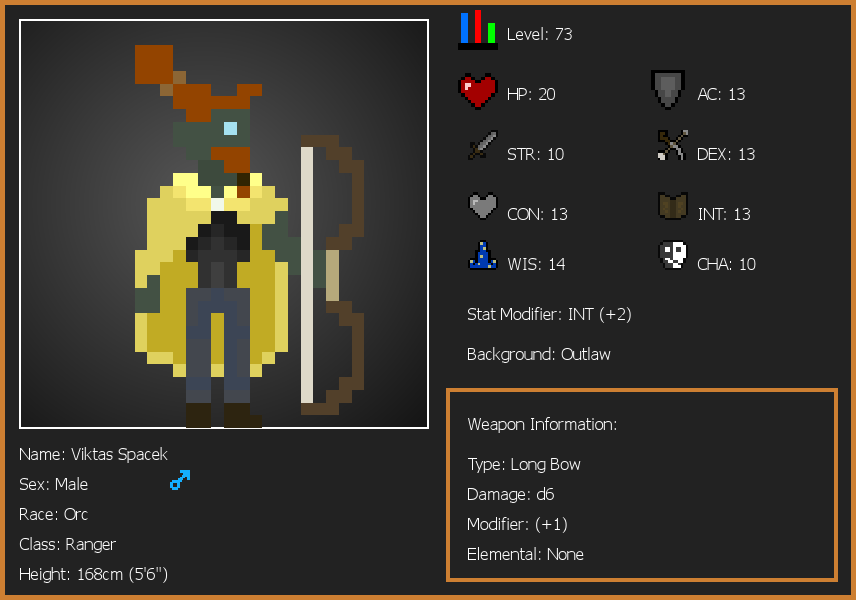 Level: 73
HP: 20
AC: 13
STR: 10
DEX: 13
CON: 13
INT: 13
WIS: 14
CHA: 10
Stat Modifier: INT (+2)
Background: Outlaw
Weapon Information:
Type: Long Bow
Damage: d6
Modifier: (+1)
Elemental: None
Name: Viktas Spacek
Sex: Male
Race: Orc
Class: Ranger
Height: 168cm (5'6")